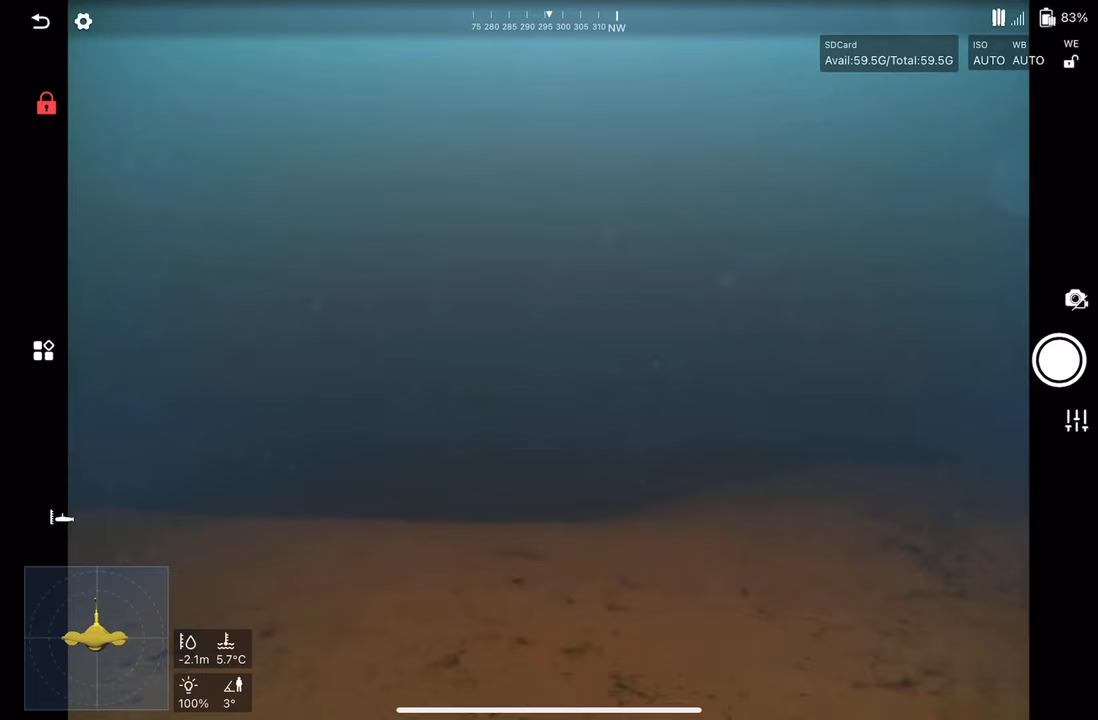 75 280 285 290 295 300 305 310 NW
83%
SDCard
Avail:59.5G/Total:59.5G
ISO WB
AUTO AUTO
WE
-2.1m 5.7°C
100% 3°